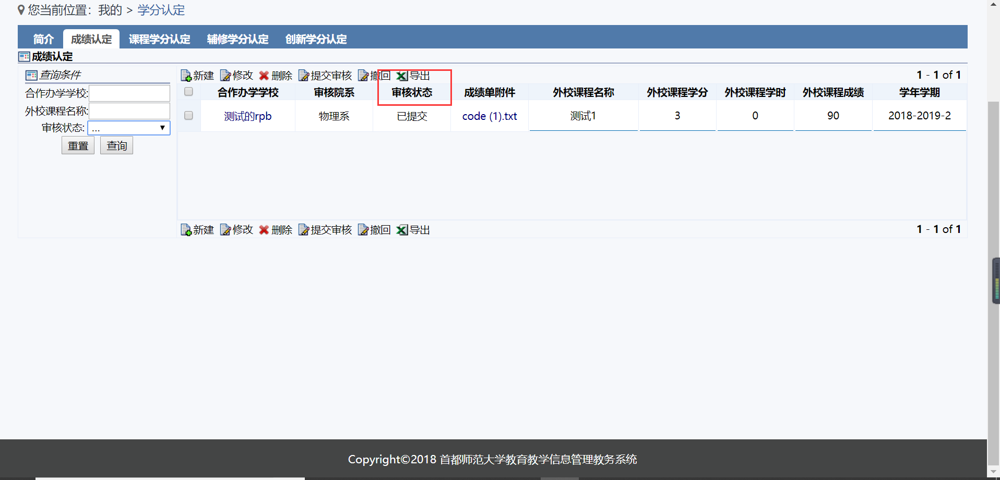 您当前位置：我的 > 学分认定
简介 成绩认定 课程学分认定 辅修学分认定 创新学分认定
成绩认定
查询条件
合作办学学校:
外校课程名称:
审核状态: ...
重置 查询
新建 修改 删除 提交审核 撤回 导出 1 - 1 of 1
合作办学学校 审核院系 审核状态 成绩单附件 外校课程名称 外校课程学分 外校课程学时 外校课程成绩 学年学期
测试的rpb 物理系 已提交 code (1).txt 测试1 3 0 90 2018-2019-2
新建 修改 删除 提交审核 撤回 导出 1 - 1 of 1
Copyright©2018 首都师范大学教育教学信息管理教务系统